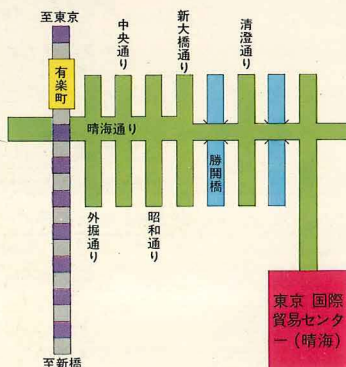 至東京
有楽町
中央通り
新大橋通り
清澄通り
晴海通り
勝開橋
外掘通り
昭和通り
東京 国際
貿易センタ
ー(晴海)
至新橋